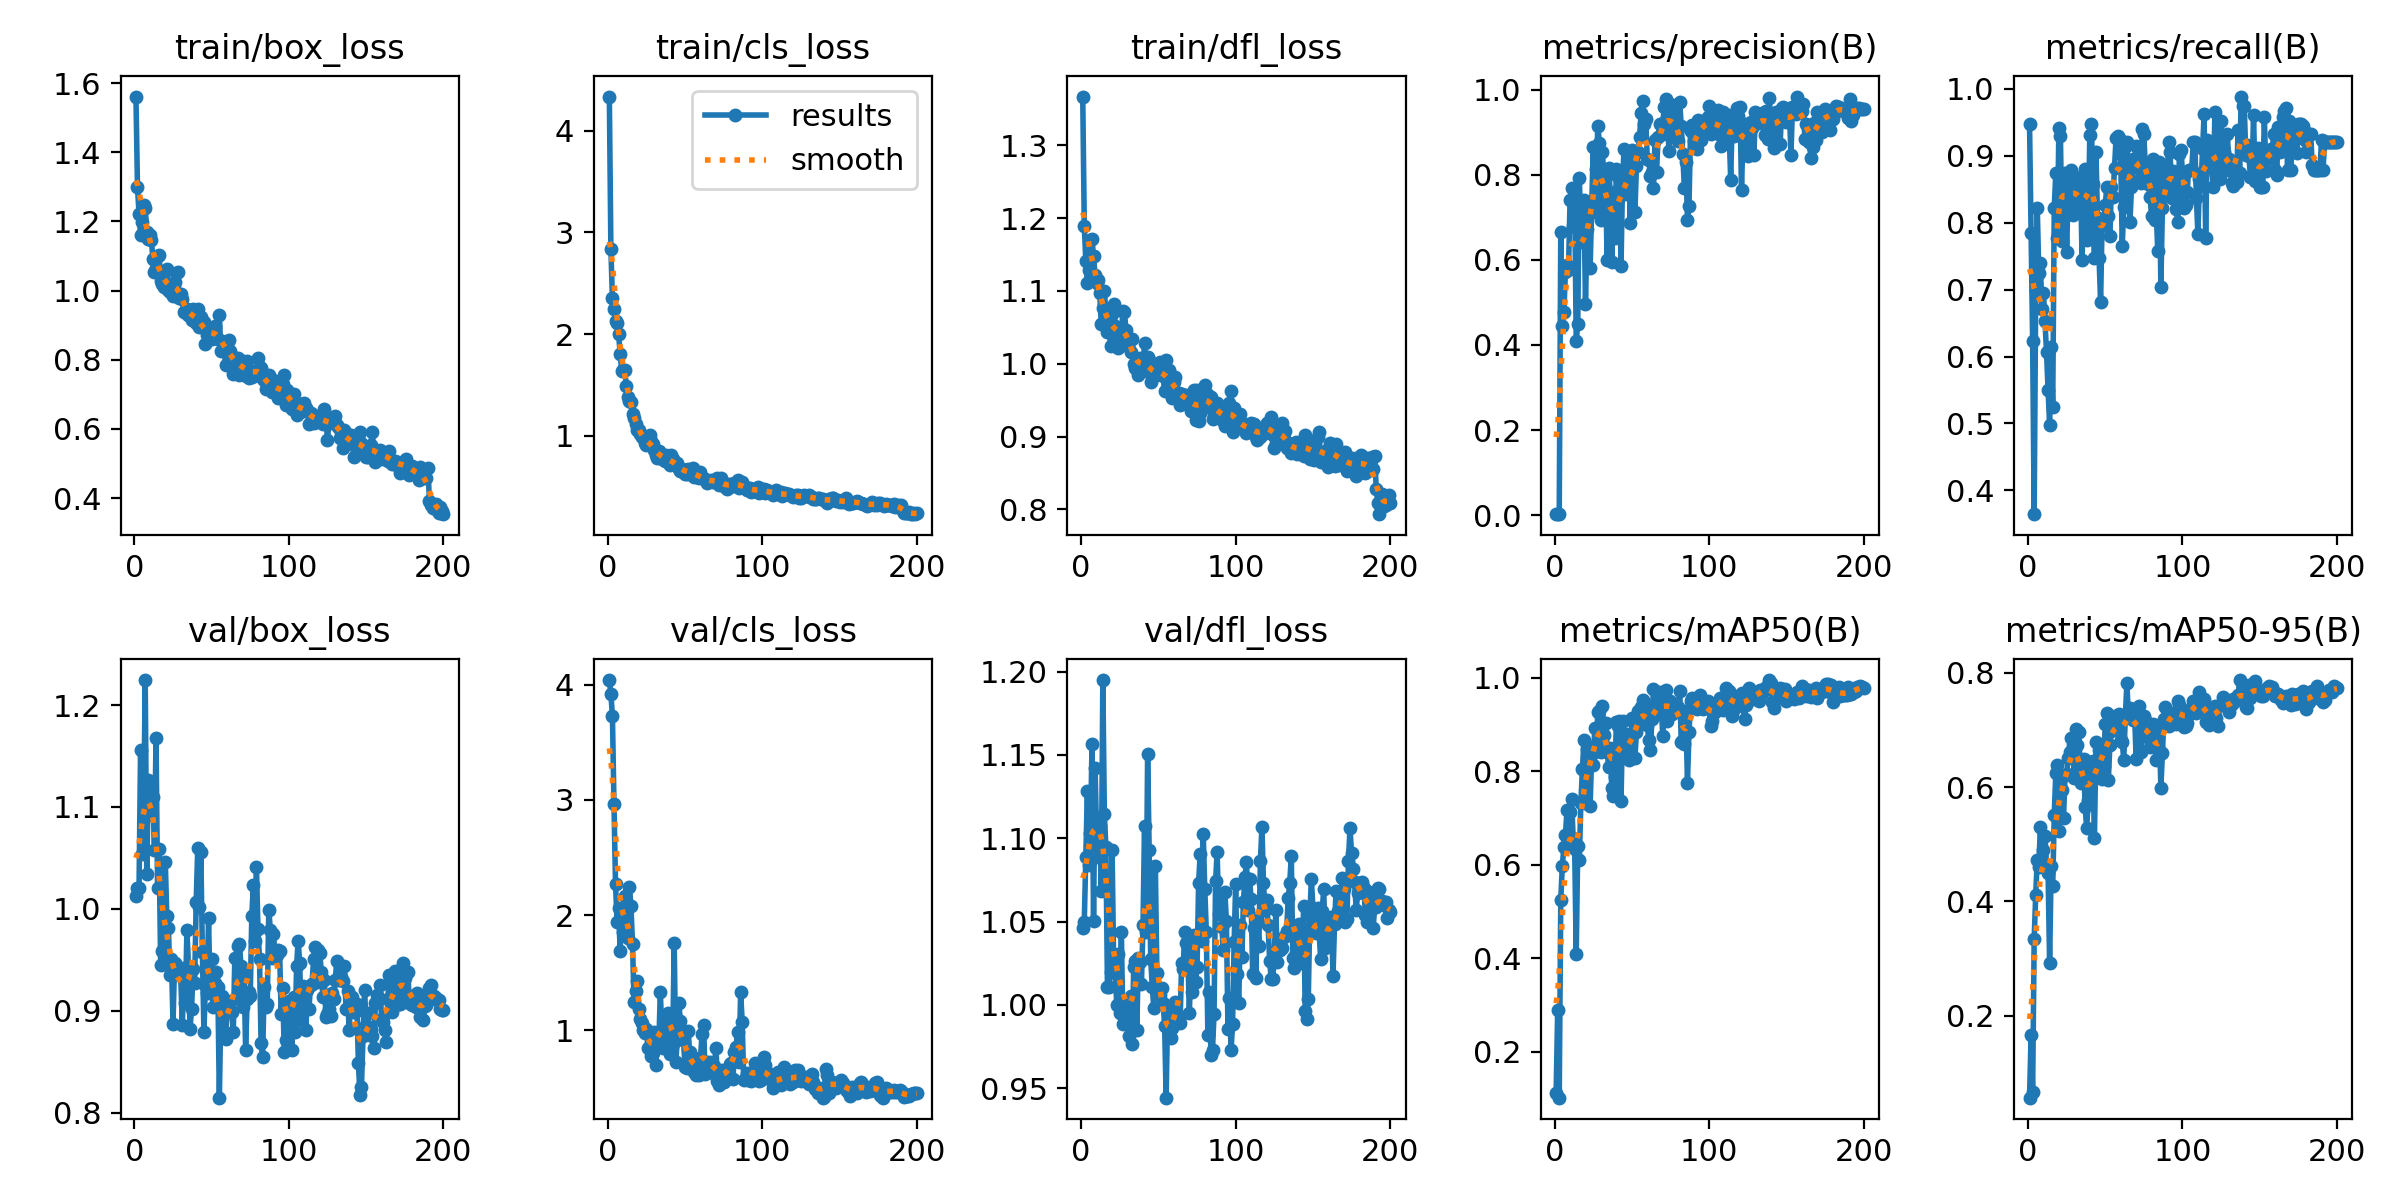 train/box_loss
1.6
1.4
1.2
1.0
0.8
0.6
0.4
0 100 200
train/cls_loss
results
smooth
4
3
2
1
0 100 200
train/dfl_loss
1.3
1.2
1.1
1.0
0.9
0.8
0 100 200
metrics/precision(B)
1.0
0.8
0.6
0.4
0.2
0.0
0 100 200
metrics/recall(B)
1.0
0.9
0.8
0.7
0.6
0.5
0.4
0 100 200
val/box_loss
1.2
1.1
1.0
0.9
0.8
0 100 200
val/cls_loss
4
3
2
1
0 100 200
val/dfl_loss
1.20
1.15
1.10
1.05
1.00
0.95
0 100 200
metrics/mAP50(B)
1.0
0.8
0.6
0.4
0.2
0 100 200
metrics/mAP50-95(B)
0.8
0.6
0.4
0.2
0 100 200